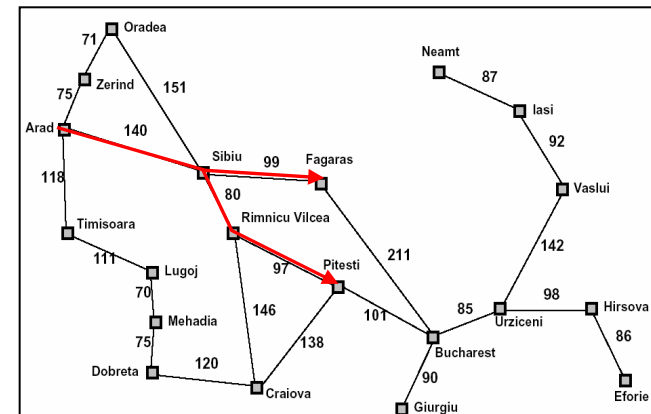 Oradea
71
Neamt
87
Zerind
151
75
Iasi
Arad
140
92
Sibiu
99
Fagaras
118
80
Vaslui
Rimnicu Vilcea
Timisoara
142
111
211
Lugoj
97
Pitesti
70
98
Hirsova
146
101
85
Urziceni
Mehadia
86
75
138
Bucharest
120
Dobreta
90
Eforie
Craiova
Giurgiu